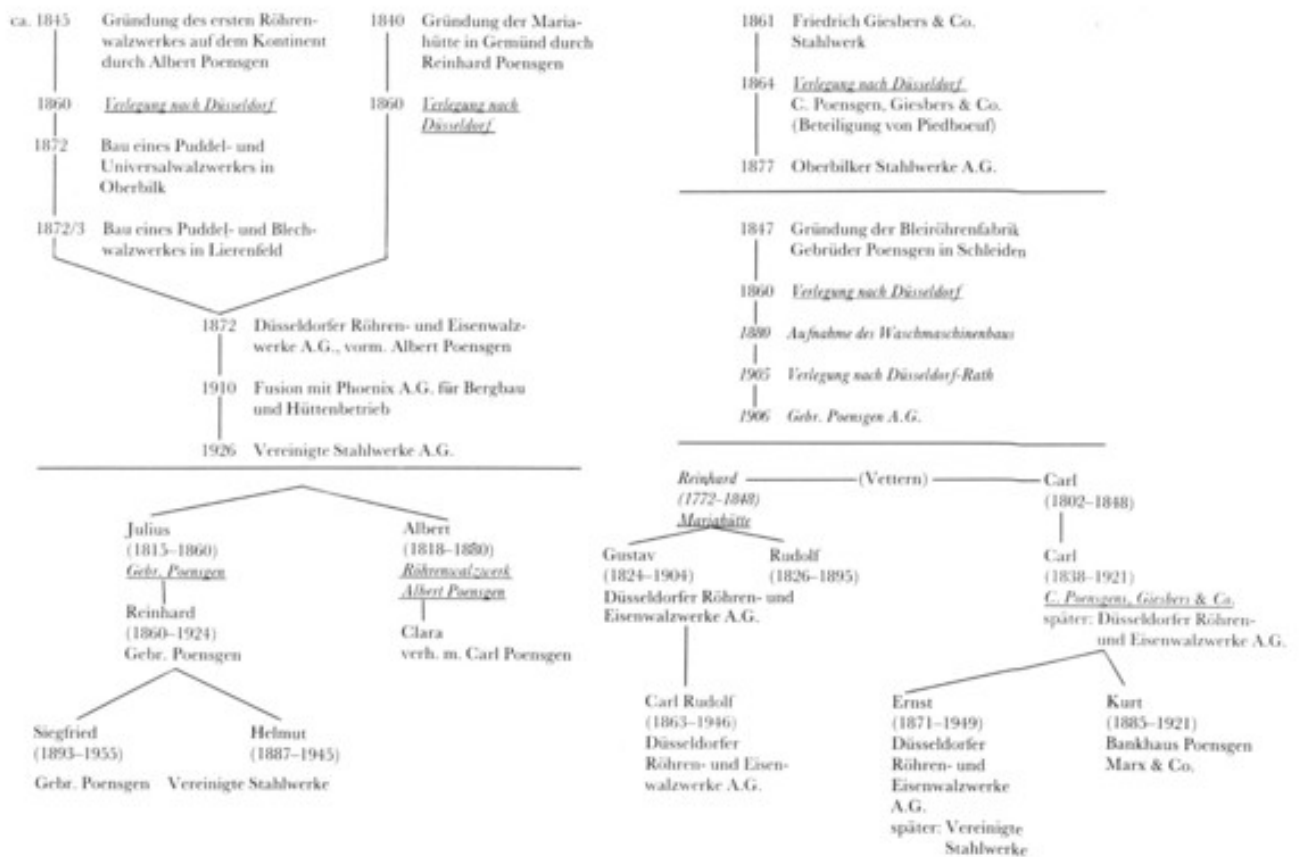 ca. 1845 Gründung des ersten Röhren-
walzwerkes auf dem Kontinent
durch Albert Poensgen
1860 Verlegung nach Düsseldorf
1872 Bau eines Puddel- und
Universalwalzwerkes in
Oberbilk
1872/3 Bau eines Puddel- und Blech-
walzwerkes in Lierenfeld
1840 Gründung der Maria-
hütte in Gemünd durch
Reinhard Poensgen
1860 Verlegung nach
Düsseldorf
1872 Düsseldorfer Röhren- und Eisenwalz-
werke A.G., vorm. Albert Poensgen
1910 Fusion mit Phoenix A.G. für Bergbau
und Hüttenbetrieb
1926 Vereinigte Stahlwerke A.G.
1861 Friedrich Giesbers & Co.
Stahlwerk
1864 Verlegung nach Düsseldorf
C. Poensgen, Giesbers & Co.
(Beteiligung von Piedboeuf)
1877 Oberbilker Stahlwerke A.G.
1847 Gründung der Bleiröhrenfabrik
Gebrüder Poensgen in Schleiden
1860 Verlegung nach Düsseldorf
1880 Aufnahme des Waschmaschinenbaus
1905 Verlegung nach Düsseldorf-Rath
1906 Gebr. Poensgen A.G.
Julius
(1815–1860)
Gebr. Poensgen
Reinhard
(1860–1924)
Gebr. Poensgen
Siegfried
(1893–1955)
Gebr. Poensgen
Helmut
(1887–1945)
Vereinigte Stahlwerke
Albert
(1818–1880)
Röhrenwalzwerk
Albert Poensgen
Clara
verh. m. Carl Poensgen
Reinhard (Vettern) Carl
(1772–1848)
Mariahütte
(1802–1848)
Gustav
(1824–1904)
Düsseldorfer Röhren- und
Eisenwalzwerke A.G.
Rudolf
(1826–1895)
Carl Rudolf
(1863–1946)
Düsseldorfer
Röhren- und Eisen-
walzwerke A.G.
Carl
(1838–1921)
C. Poensgens, Giesbers & Co.
später: Düsseldorfer Röhren-
und Eisenwalzwerke A.G.
Ernst
(1871–1949)
Düsseldorfer
Röhren- und
Eisenwalzwerke
A.G.
später: Vereinigte
Stahlwerke
Kurt
(1885–1921)
Bankhaus Poensgen
Marx & Co.